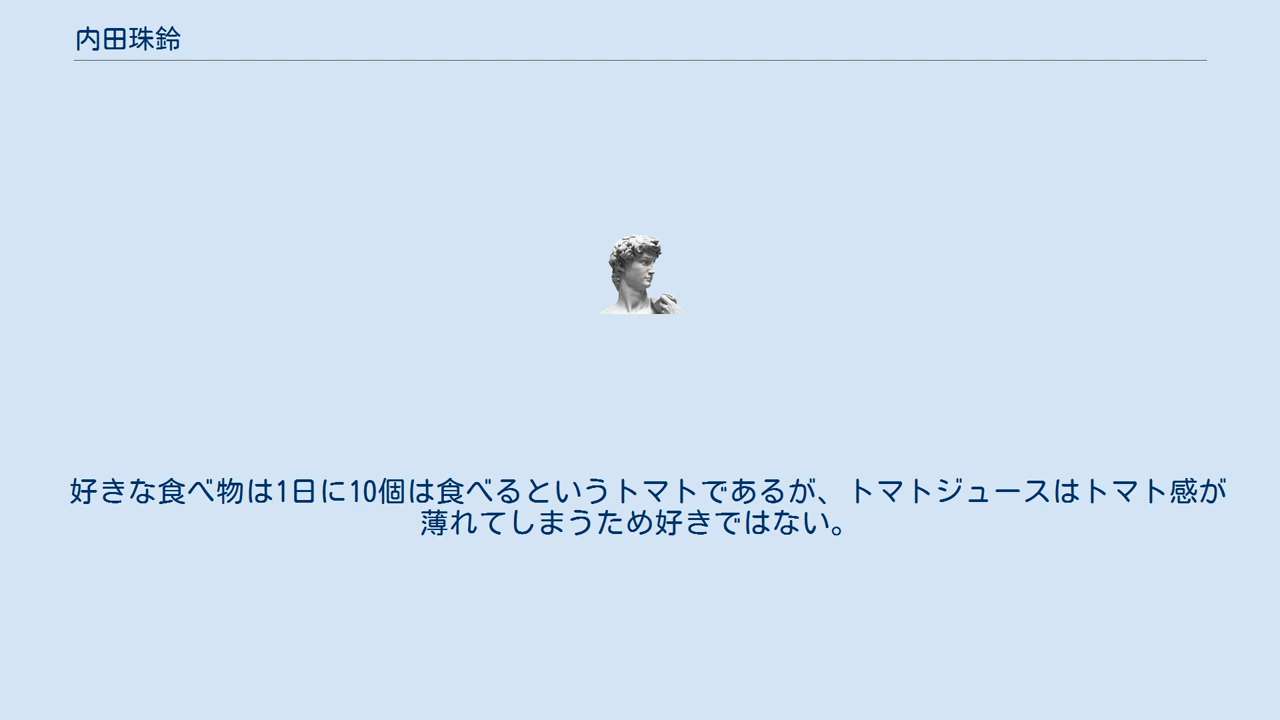 内田珠鈴
好きな食べ物は1日に10個は食べるというトマトであるが、トマトジュースはトマト感が
薄れてしまうため好きではない。